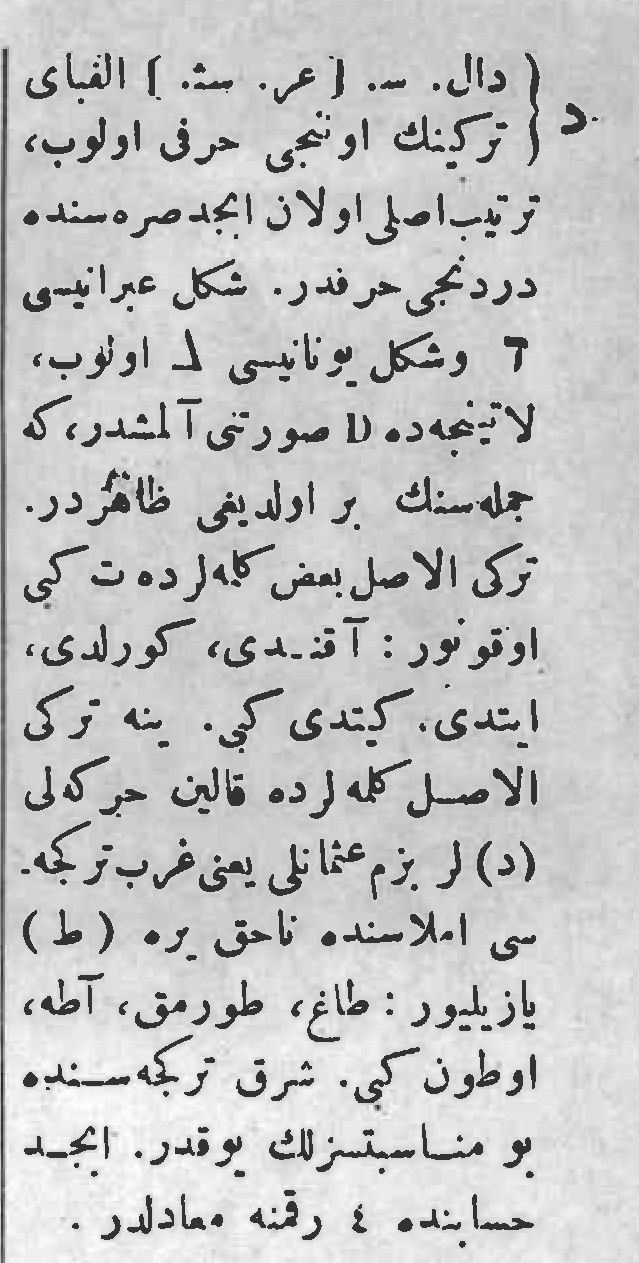 د. { دال. س. [ عر. سث. ] الفبای
ترکینك اوننجی حرفی اولوب،
ترتیب اصلی اولان ابجد صره سنده
دردنجی حرفدر. شکل عبرانیسی
ד وشکل یونانیسی Δ اولوب،
لاتینجه ده D صورتنی آلمشدر، که
جمله سنك بر اولدیغی ظاهردر.
ترکی الاصل بعض کلمه لرده ت کبی
اوقونور : آقندی، کورلدی،
ایتدی، کیتدی کبی. ینه ترکی
الاصل کلمه لرده قالین حرکه لی
(د) لر بزم عثمانلی یعنی غرب ترکجه-
سی املاسنده ناحق یره ( ط )
یازیلیور : طاغ، طورمق، آطه،
اوطون کبی. شرق ترکجه سنده
بو مناسبتسزلك یوقدر. ابجد
حسابنده ٤ رقمنه معادلدر .